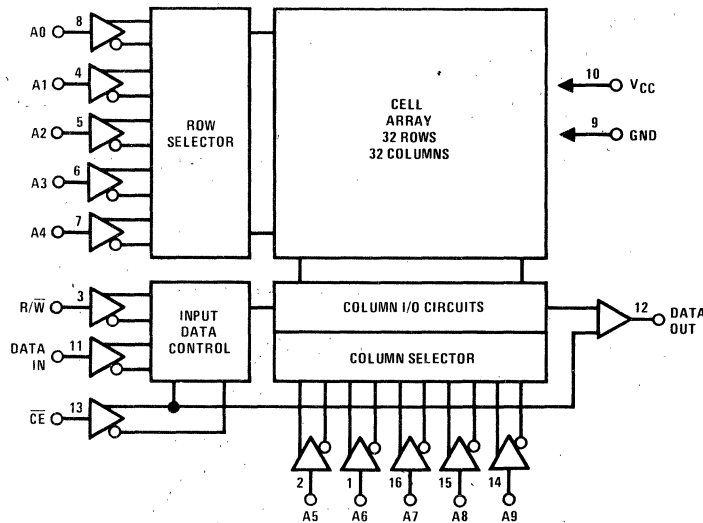 A0 8
A1 4
A2 5
A3 6
A4 7
ROW
SELECTOR
CELL
ARRAY
32 ROWS
32 COLUMNS
10 VCC
9 GND
R/W̅ 3
DATA
IN 11
C̅E̅ 13
INPUT
DATA
CONTROL
COLUMN I/O CIRCUITS
COLUMN SELECTOR
12 DATA
OUT
2 1 16 15 14
A5 A6 A7 A8 A9